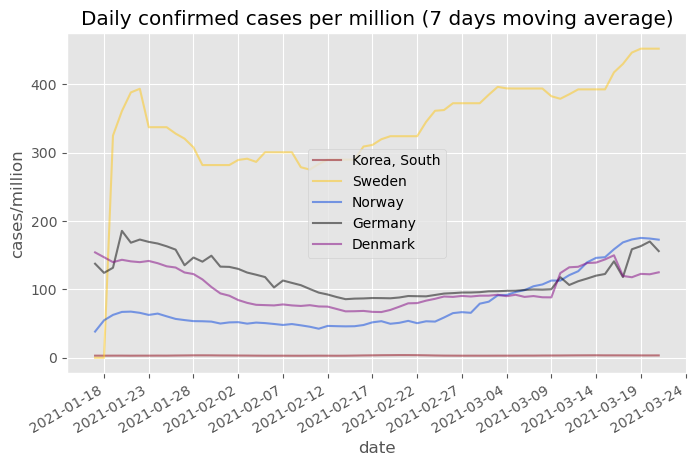 Daily confirmed cases per million (7 days moving average)
400
300
200
100
0
cases/million
Korea, South
Sweden
Norway
Germany
Denmark
2021-01-18
2021-01-23
2021-01-28
2021-02-02
2021-02-07
2021-02-12
2021-02-17
2021-02-22
2021-02-27
2021-03-04
2021-03-09
2021-03-14
2021-03-19
2021-03-24
date